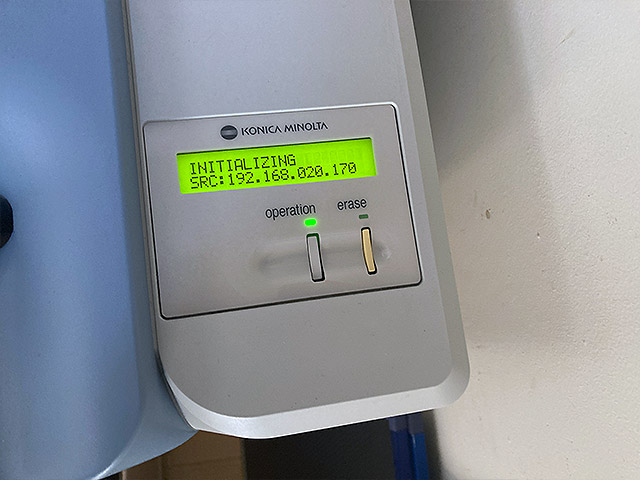 KONICA MINOLTA
INITIALIZING
SRC:192.168.020.170
operation
erase